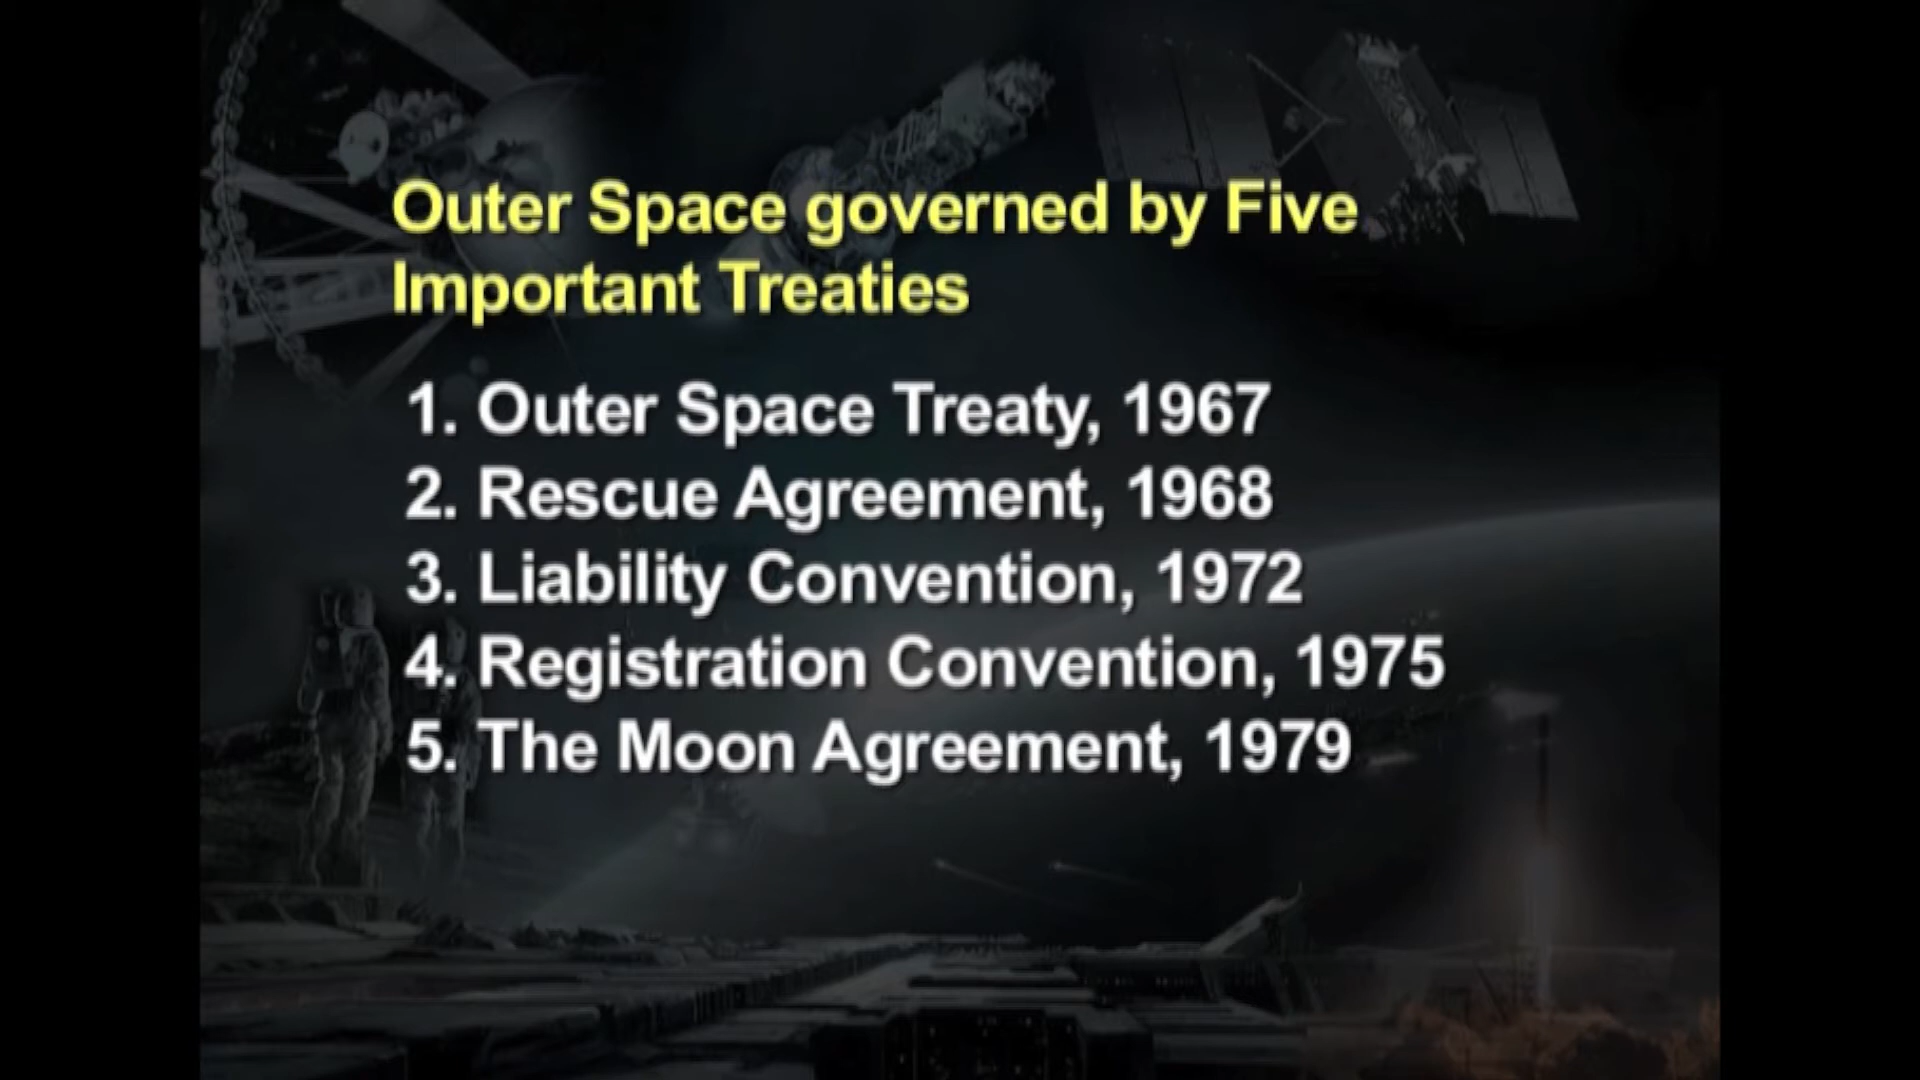 Outer Space governed by Five
Important Treaties
1. Outer Space Treaty, 1967
2. Rescue Agreement, 1968
3. Liability Convention, 1972
4. Registration Convention, 1975
5. The Moon Agreement, 1979